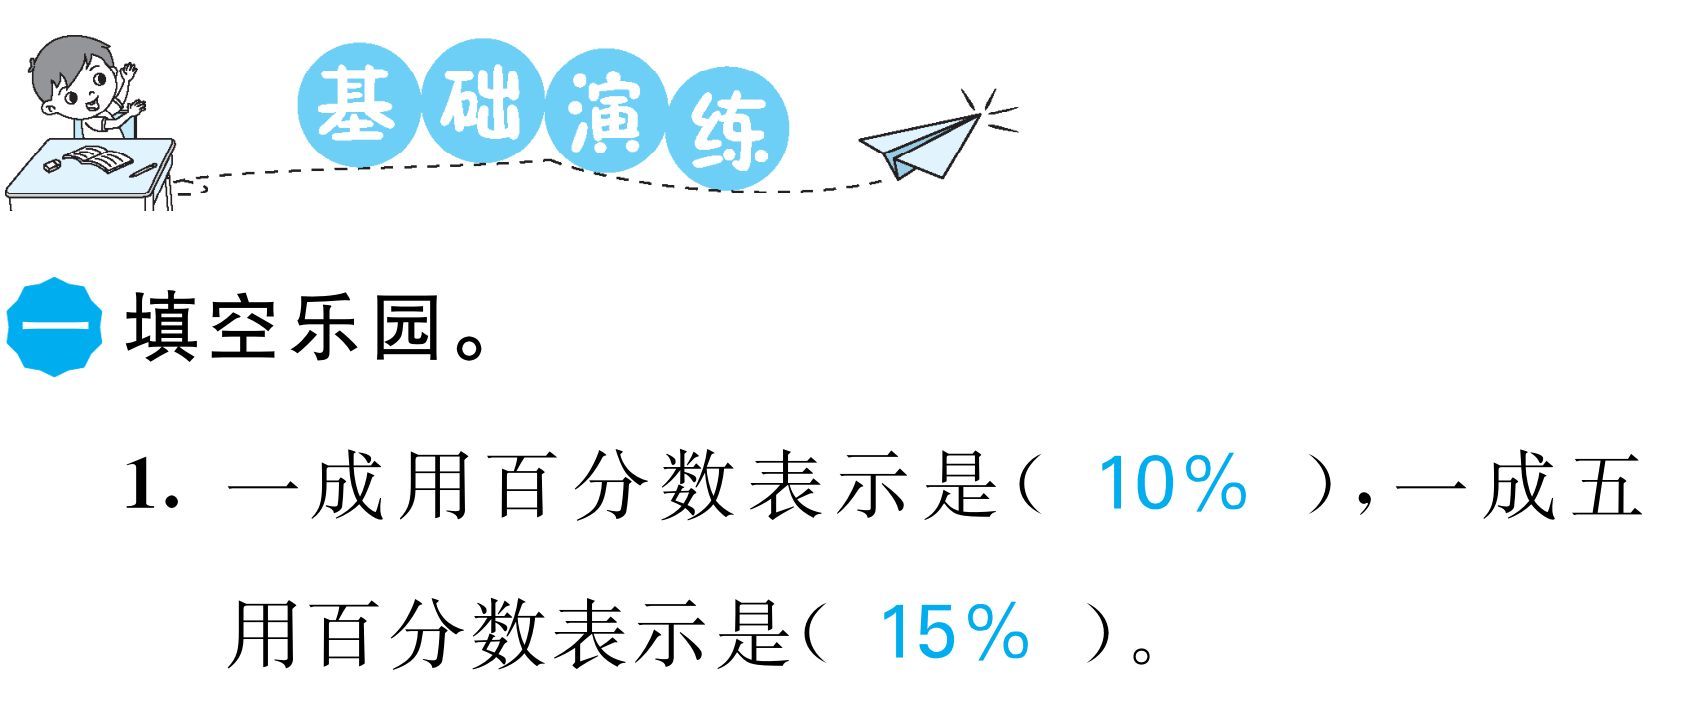 基础演练
一 填空乐园。
1. 一成用百分数表示是( 10% ),一成五
用百分数表示是( 15% )。